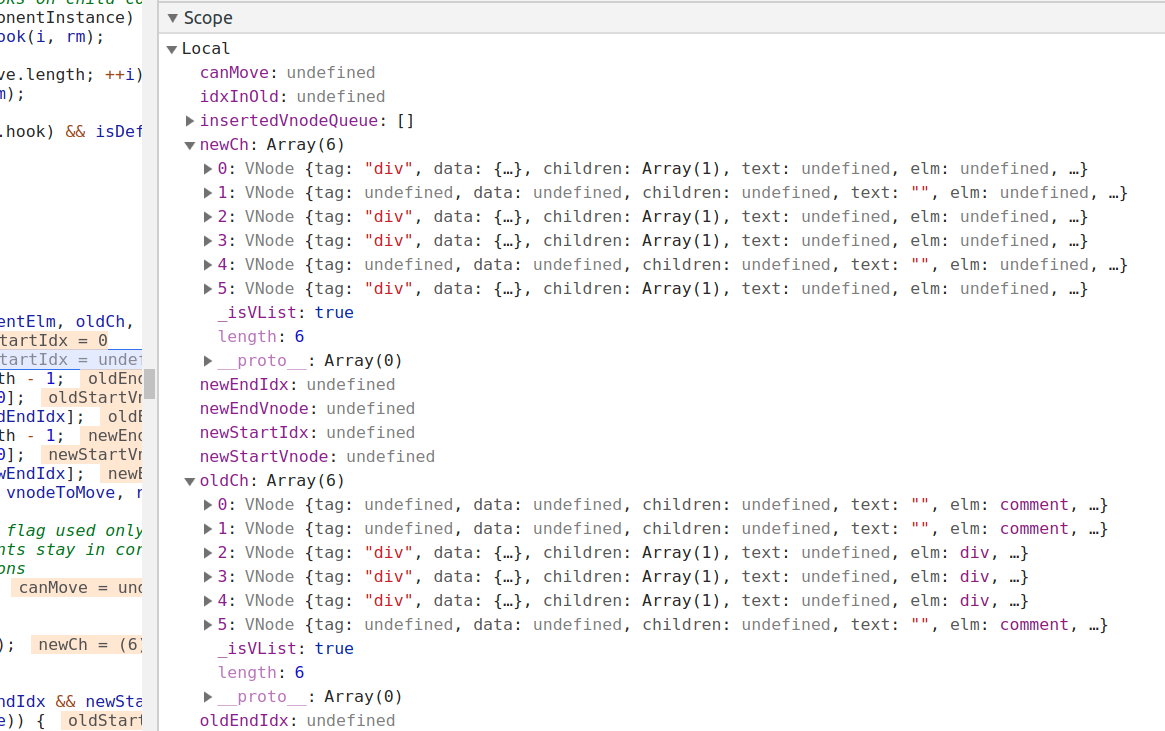 oks on child co
onentInstance)
ook(i, rm);
ve.length; ++i)
m);
.hook) && isDef
entElm, oldCh,
tartIdx = 0
tartIdx = undef
th - 1; oldEnd
0]; oldStartVn
dEndIdx]; oldE
th - 1; newEnd
0]; newStartVn
wEndIdx]; newE
vnodeToMove, r
flag used only
nts stay in cor
ons
canMove = und
); newCh = (6)
ndIdx && newSta
e)) { oldStart
Scope
Local
canMove: undefined
idxInOld: undefined
insertedVnodeQueue: []
newCh: Array(6)
0: VNode {tag: "div", data: {…}, children: Array(1), text: undefined, elm: undefined, …}
1: VNode {tag: undefined, data: undefined, children: undefined, text: "", elm: undefined, …}
2: VNode {tag: "div", data: {…}, children: Array(1), text: undefined, elm: undefined, …}
3: VNode {tag: "div", data: {…}, children: Array(1), text: undefined, elm: undefined, …}
4: VNode {tag: undefined, data: undefined, children: undefined, text: "", elm: undefined, …}
5: VNode {tag: "div", data: {…}, children: Array(1), text: undefined, elm: undefined, …}
_isVList: true
length: 6
__proto__: Array(0)
newEndIdx: undefined
newEndVnode: undefined
newStartIdx: undefined
newStartVnode: undefined
oldCh: Array(6)
0: VNode {tag: undefined, data: undefined, children: undefined, text: "", elm: comment, …}
1: VNode {tag: undefined, data: undefined, children: undefined, text: "", elm: comment, …}
2: VNode {tag: "div", data: {…}, children: Array(1), text: undefined, elm: div, …}
3: VNode {tag: "div", data: {…}, children: Array(1), text: undefined, elm: div, …}
4: VNode {tag: "div", data: {…}, children: Array(1), text: undefined, elm: div, …}
5: VNode {tag: undefined, data: undefined, children: undefined, text: "", elm: comment, …}
_isVList: true
length: 6
__proto__: Array(0)
oldEndIdx: undefined